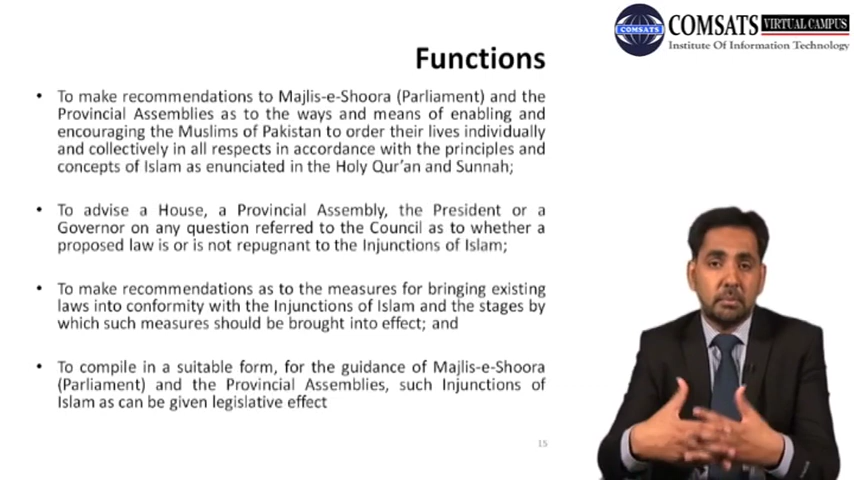 COMSATS
COMSATS VIRTUAL CAMPUS
Institute Of Information Technology
Functions
• To make recommendations to Majlis-e-Shoora (Parliament) and the
Provincial Assemblies as to the ways and means of enabling and
encouraging the Muslims of Pakistan to order their lives individually
and collectively in all respects in accordance with the principles and
concepts of Islam as enunciated in the Holy Qur'an and Sunnah;
• To advise a House, a Provincial Assembly, the President or a
Governor on any question referred to the Council as to whether a
proposed law is or is not repugnant to the Injunctions of Islam;
• To make recommendations as to the measures for bringing existing
laws into conformity with the Injunctions of Islam and the stages by
which such measures should be brought into effect; and
• To compile in a suitable form, for the guidance of Majlis-e-Shoora
(Parliament) and the Provincial Assemblies, such Injunctions of
Islam as can be given legislative effect
15